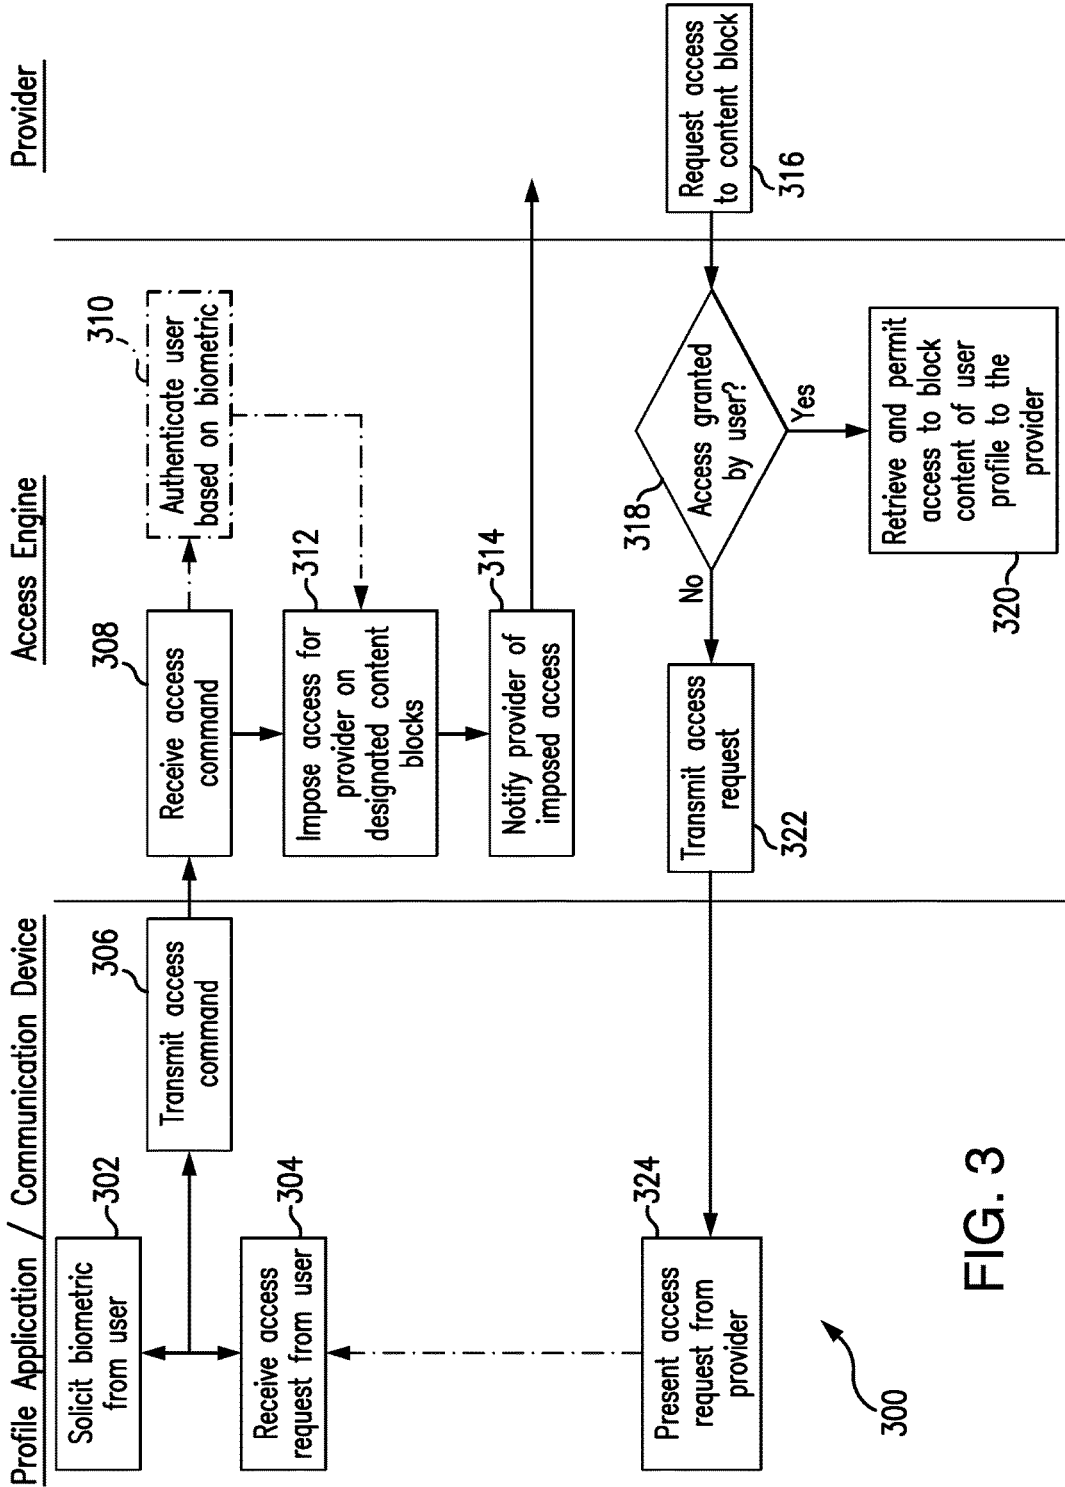 Profile Application / Communication Device
Access Engine
Provider
302
Solicit biometric
from user
304
Receive access
request from user
306
Transmit access
command
308
Receive access
command
310
Authenticate user
based on biometric
312
Impose access for
provider on
designated content
blocks
314
Notify provider of
imposed access
Request access
to content block
316
318
Access granted
by user?
No
Yes
Retrieve and permit
access to block
content of user
profile to the
provider
320
Transmit access
request
322
324
Present access
request from
provider
300
FIG. 3